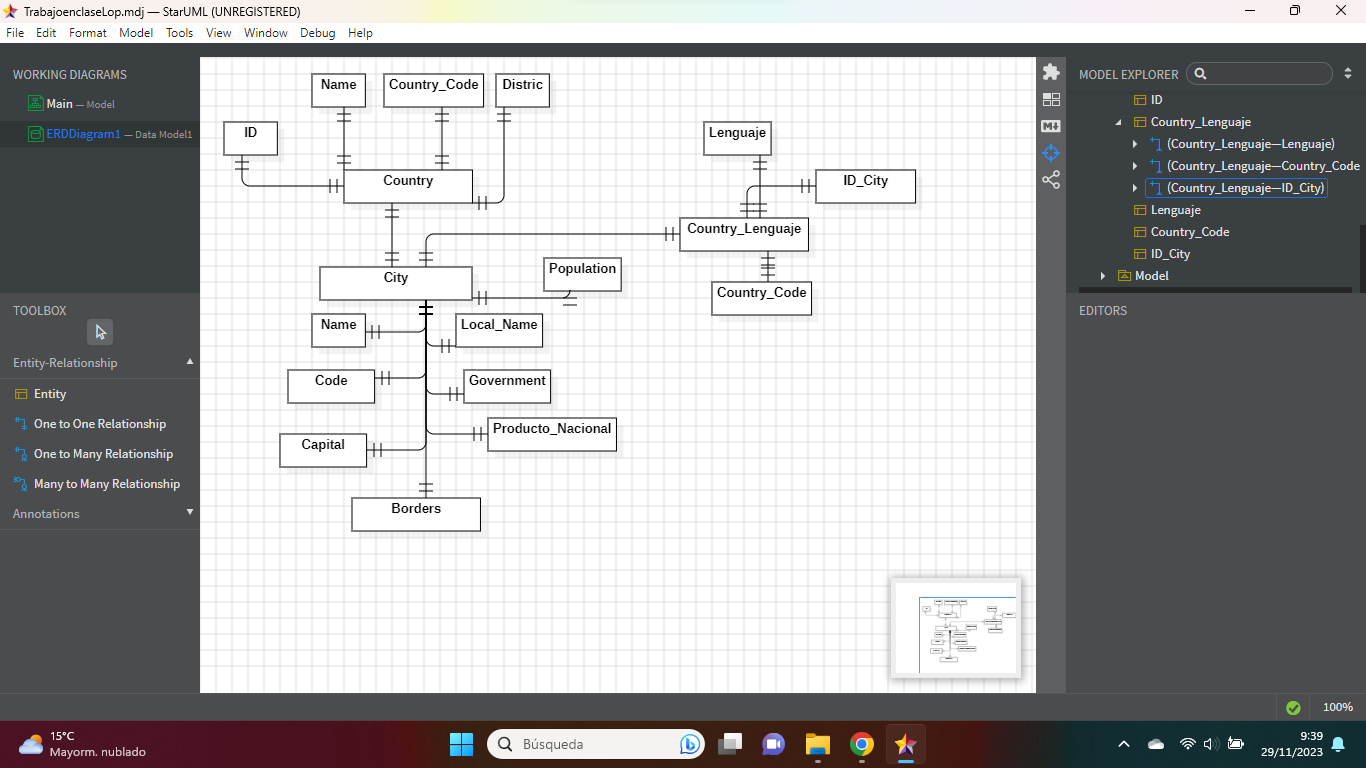 TrabajoenclaseLop.mdj — StarUML (UNREGISTERED)
File Edit Format Model Tools View Window Debug Help
WORKING DIAGRAMS
Main — Model
ERDDiagram1 — Data Model1
TOOLBOX
Entity-Relationship
Entity
One to One Relationship
One to Many Relationship
Many to Many Relationship
Annotations
Name
Country_Code
Distric
ID
Country
Lenguaje
ID_City
Country_Lenguaje
City
Population
Country_Code
Name
Local_Name
Code
Government
Producto_Nacional
Capital
Borders
MODEL EXPLORER
ID
Country_Lenguaje
(Country_Lenguaje—Lenguaje)
(Country_Lenguaje—Country_Code
(Country_Lenguaje—ID_City)
Lenguaje
Country_Code
ID_City
Model
EDITORS
100%
15°C
Mayorm. nublado
Búsqueda
9:39
29/11/2023